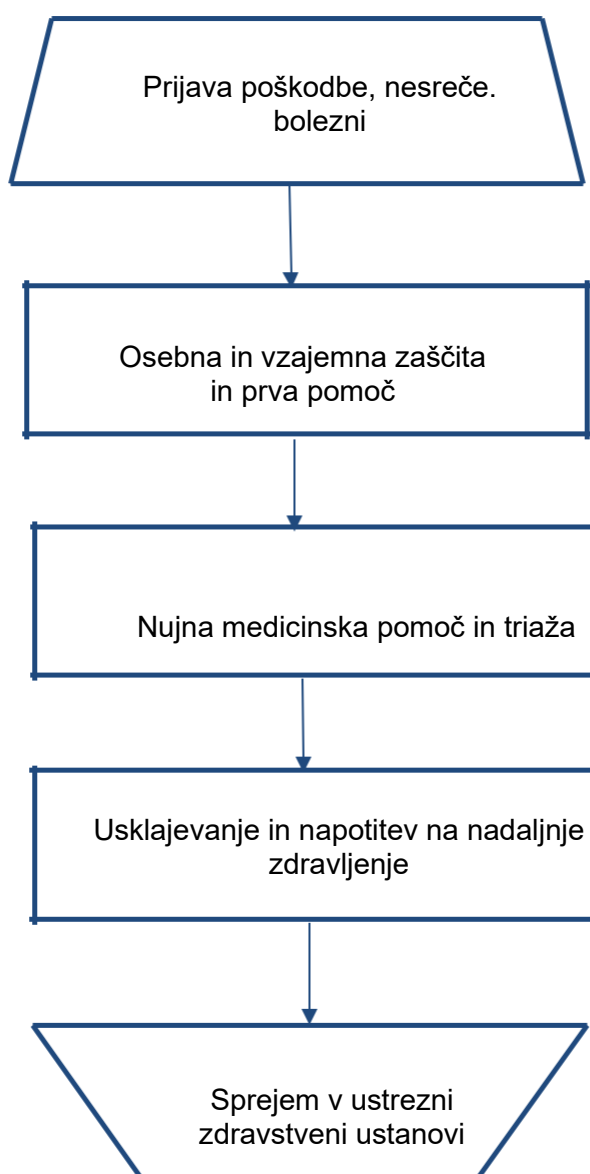 Prijava poškodbe, nesreče.
bolezni
Osebna in vzajemna zaščita
in prva pomoč
Nujna medicinska pomoč in triaža
Usklajevanje in napotitev na nadaljnje
zdravljenje
Sprejem v ustrezni
zdravstveni ustanovi